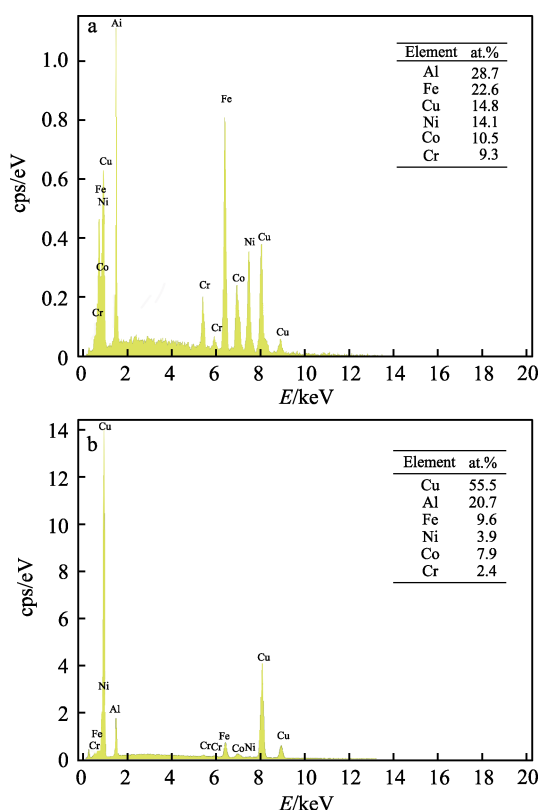 a
Ai
Element at.%
Al 28.7
Fe 22.6
Cu 14.8
Ni 14.1
Co 10.5
Cr 9.3
1.0
0.8
0.6
0.4
0.2
0
cps/eV
Cu
Fe
Ni
Co
Cr
Cr
Cr
Fe
Co
Ni
Cu
Cu
0 2 4 6 8 10 12 14 16 18 20
E/keV
b
Cu
Element at.%
Cu 55.5
Al 20.7
Fe 9.6
Ni 3.9
Co 7.9
Cr 2.4
14
12
10
8
6
4
2
0
cps/eV
Ni
Fe
Cr
Al
Cr
Cr
Fe
Co
Ni
Cu
Cu
0 2 4 6 8 10 12 14 16 18 20
E/keV